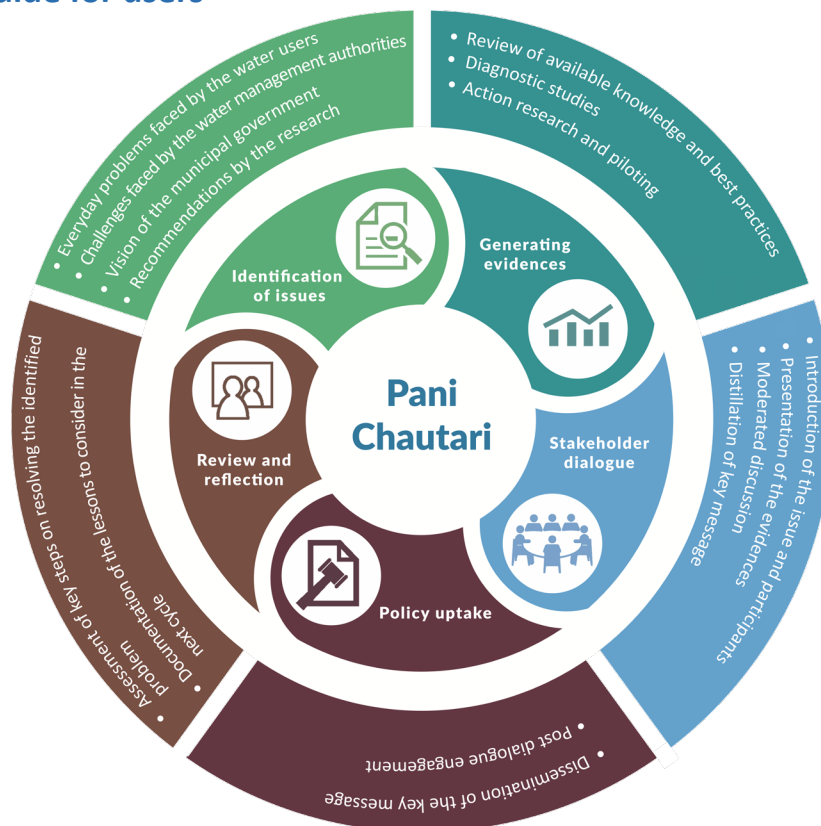 for users
Pani
Chautari
Identification
of issues
• Everyday problems faced by the water users
• Challenges faced by the water management authorities
• Vision of the municipal government
• Recommendations by the research
Generating
evidences
• Review of available knowledge and best practices
• Diagnostic studies
• Action research and piloting
Stakeholder
dialogue
• Introduction of the issue and participants
• Presentation of the evidences
• Moderated discussion
• Distillation of key message
Policy uptake
• Dissemination of the key message
• Post dialogue engagement
Review and
reflection
• Assessment of key steps on resolving the identified
problem
• Documentation of the lessons to consider in the
next cycle